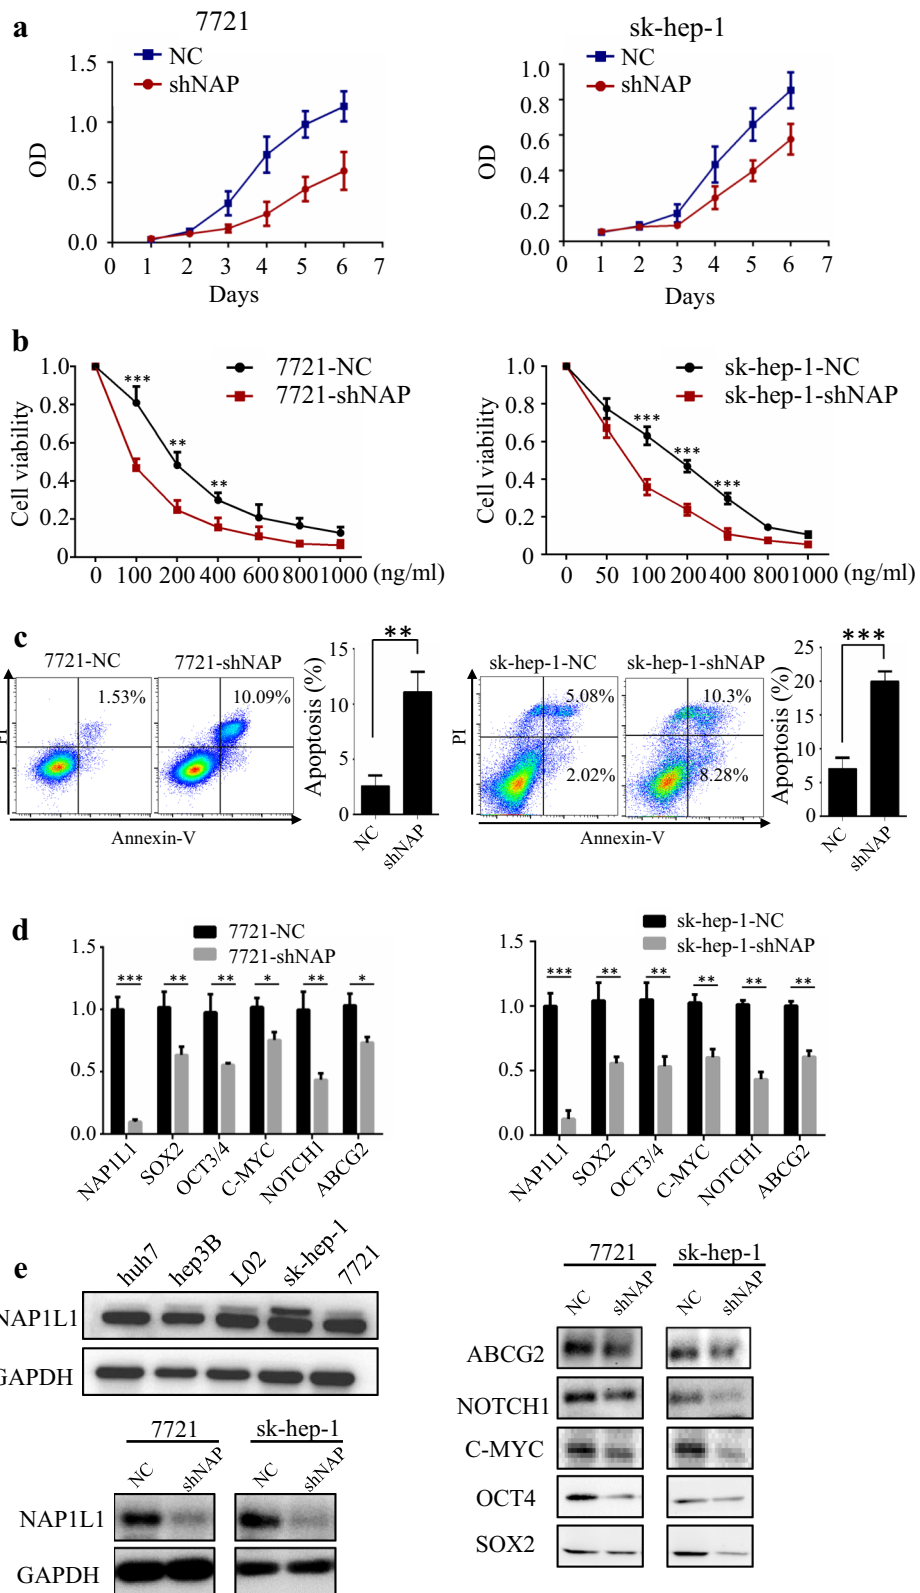 a
7721
NC
shNAP
1.5
1.0
0.5
0.0
OD
0 1 2 3 4 5 6 7
Days
sk-hep-1
NC
shNAP
1.0
0.8
0.6
0.4
0.2
0.0
OD
0 1 2 3 4 5 6 7
Days
b
7721-NC
7721-shNAP
1.0
0.8
0.6
0.4
0.2
0
Cell viability
***
**
**
0 100 200 400 600 800 1000 (ng/ml)
sk-hep-1-NC
sk-hep-1-shNAP
1.0
0.8
0.6
0.4
0.2
0
Cell viability
***
***
***
0 50 100 200 400 800 1000 (ng/ml)
c
7721-NC
7721-shNAP
1.53%
10.09%
PI
Annexin-V
Apoptosis (%)
15
10
5
0
**
NC
shNAP
sk-hep-1-NC
sk-hep-1-shNAP
5.08%
10.3%
2.02%
8.28%
PI
Annexin-V
Apoptosis (%)
25
20
15
10
5
0
***
NC
shNAP
d
7721-NC
7721-shNAP
1.5
1.0
0.5
0.0
*** ** ** * ** *
NAP1L1 SOX2 OCT3/4 C-MYC NOTCH1 ABCG2
sk-hep-1-NC
sk-hep-1-shNAP
1.5
1.0
0.5
0.0
*** ** ** ** ** **
NAP1L1 SOX2 OCT3/4 C-MYC NOTCH1 ABCG2
e
huh7 hep3B L02 sk-hep-1 7721
NAP1L1
GAPDH
7721 sk-hep-1
NC shNAP NC shNAP
NAP1L1
GAPDH
7721 sk-hep-1
NC shNAP NC shNAP
ABCG2
NOTCH1
C-MYC
OCT4
SOX2